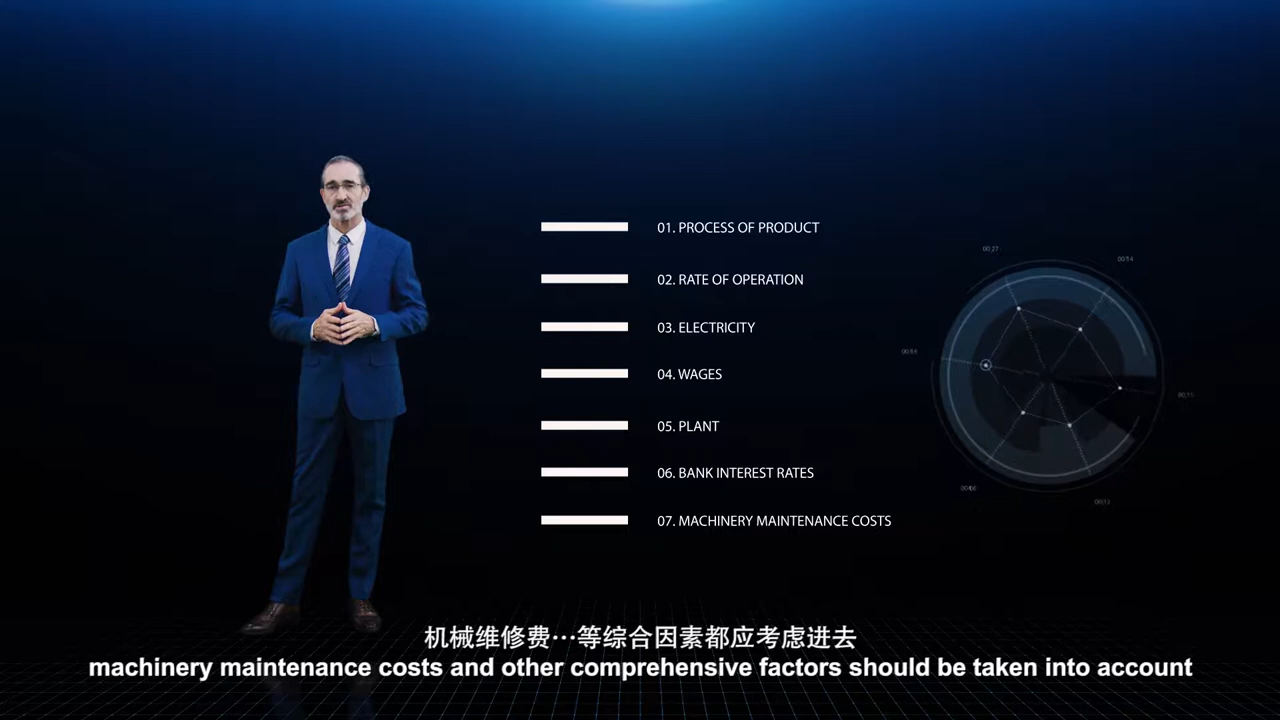 01. PROCESS OF PRODUCT
02. RATE OF OPERATION
03. ELECTRICITY
04. WAGES
05. PLANT
06. BANK INTEREST RATES
07. MACHINERY MAINTENANCE COSTS
机械维修费…等综合因素都应考虑进去
machinery maintenance costs and other comprehensive factors should be taken into account